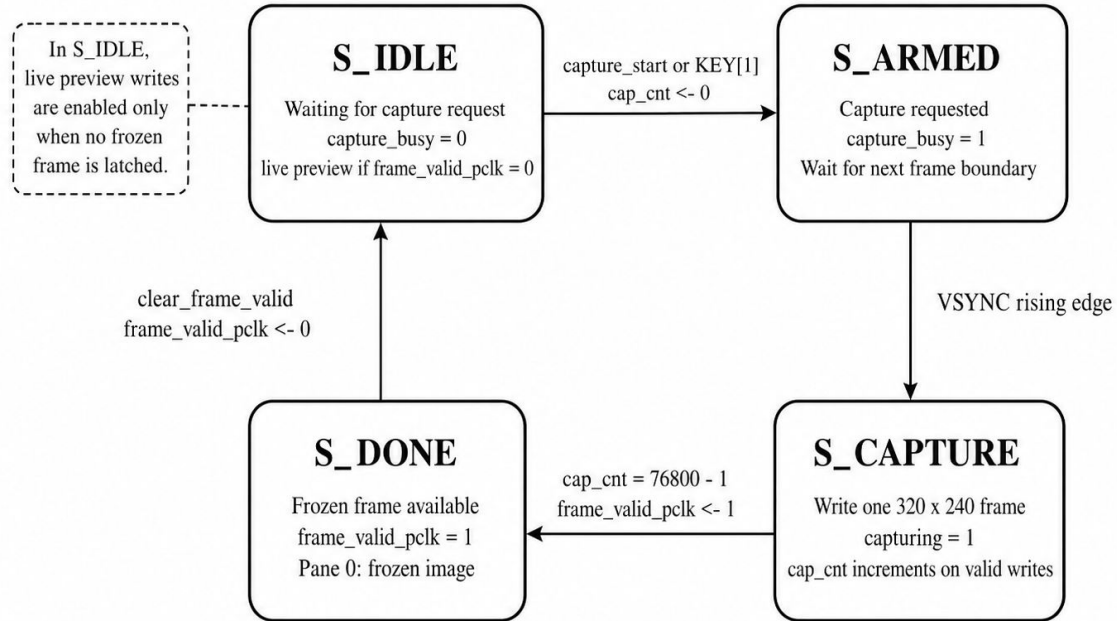 In S_IDLE,
live preview writes
are enabled only
when no frozen
frame is latched.
S_IDLE
Waiting for capture request
capture_busy = 0
live preview if frame_valid_pclk = 0
capture_start or KEY[1]
cap_cnt <- 0
S_ARMED
Capture requested
capture_busy = 1
Wait for next frame boundary
clear_frame_valid
frame_valid_pclk <- 0
VSYNC rising edge
S_DONE
Frozen frame available
frame_valid_pclk = 1
Pane 0: frozen image
cap_cnt = 76800 - 1
frame_valid_pclk <- 1
S_CAPTURE
Write one 320 x 240 frame
capturing = 1
cap_cnt increments on valid writes